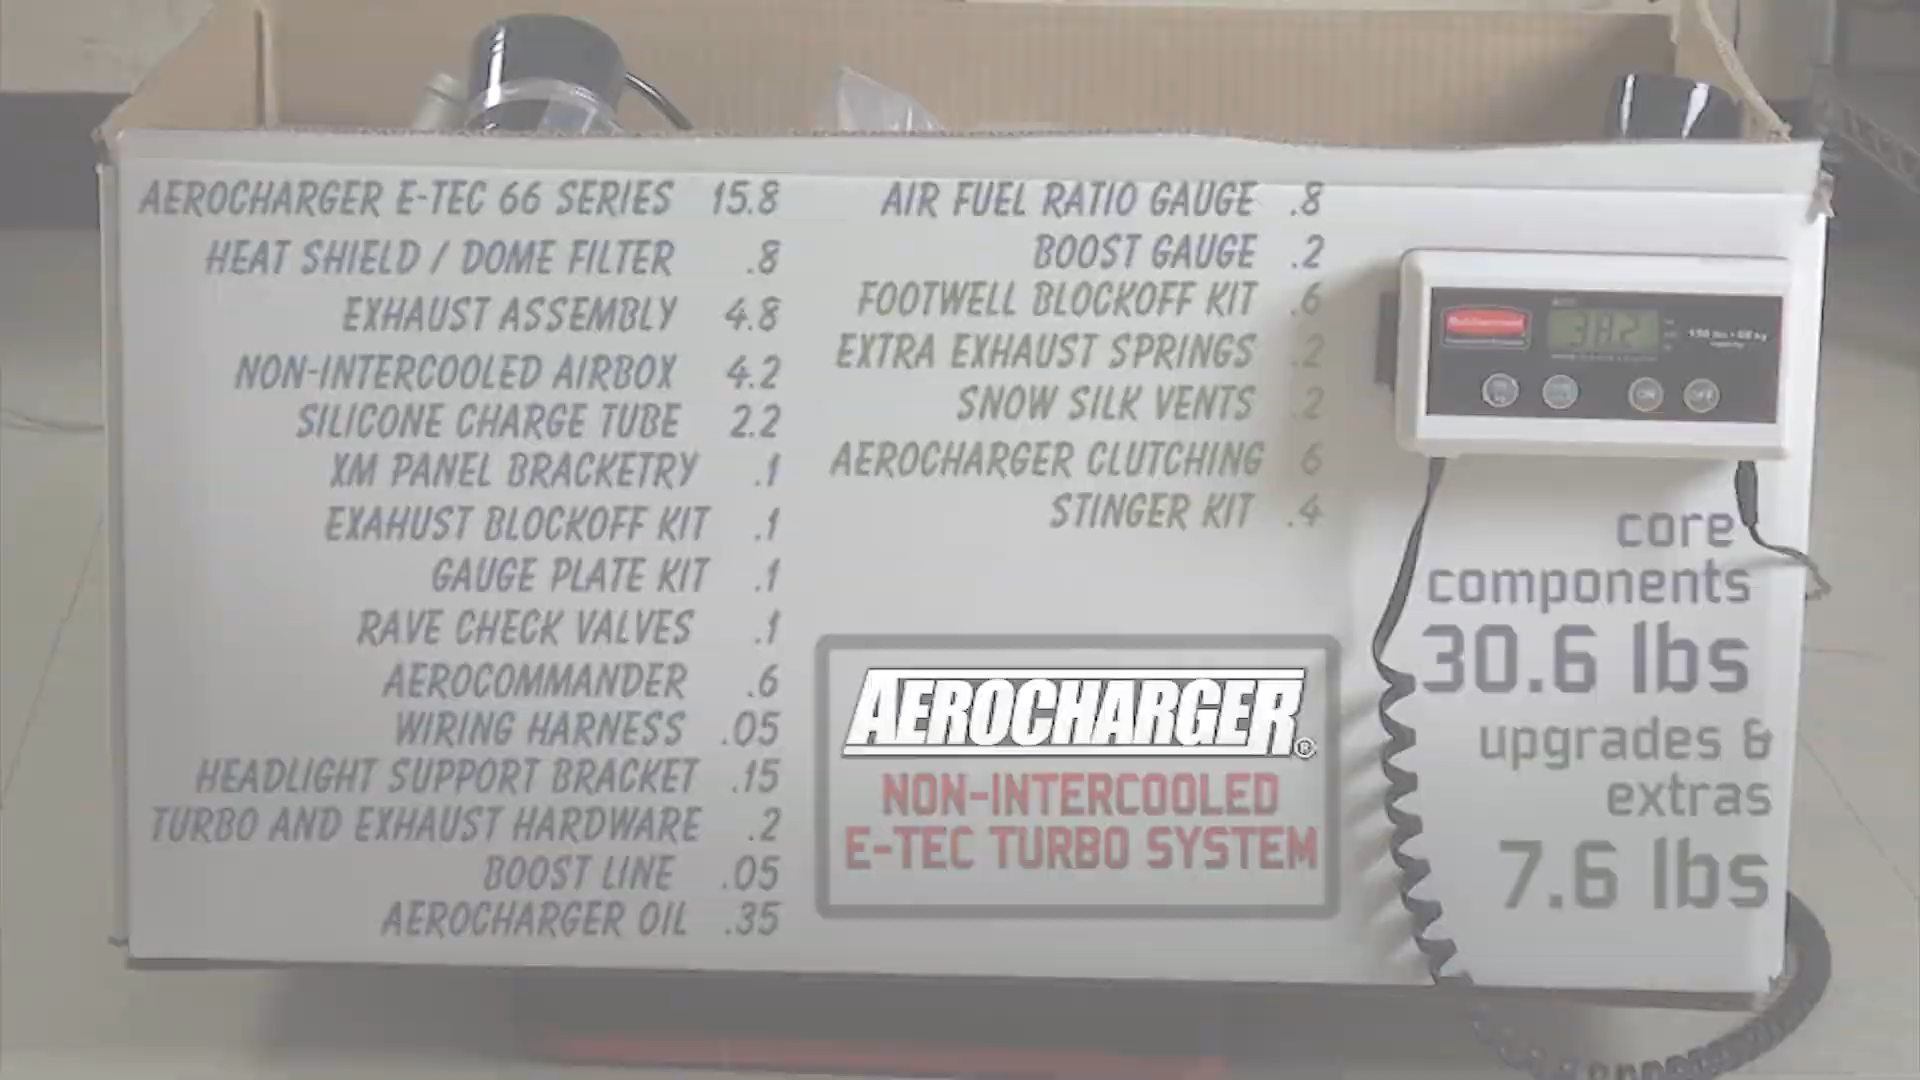 AEROCHARGER E-TEC 66 SERIES 15.8
HEAT SHIELD / DOME FILTER .8
EXHAUST ASSEMBLY 4.8
NON-INTERCOOLED AIRBOX 4.2
SILICONE CHARGE TUBE 2.2
XM PANEL BRACKETRY .1
EXAHUST BLOCKOFF KIT .1
GAUGE PLATE KIT .1
RAVE CHECK VALVES .1
AEROCOMMANDER .6
WIRING HARNESS .05
HEADLIGHT SUPPORT BRACKET .15
TURBO AND EXHAUST HARDWARE .2
BOOST LINE .05
AEROCHARGER OIL .35
AIR FUEL RATIO GAUGE .8
BOOST GAUGE .2
FOOTWELL BLOCKOFF KIT .6
EXTRA EXHAUST SPRINGS .2
SNOW SILK VENTS .2
AEROCHARGER CLUTCHING 6
STINGER KIT .4
AEROCHARGER®
NON-INTERCOOLED
E-TEC TURBO SYSTEM
Rubbermaid
38.2
ON OFF
core
components
30.6 lbs
upgrades &
extras
7.6 lbs